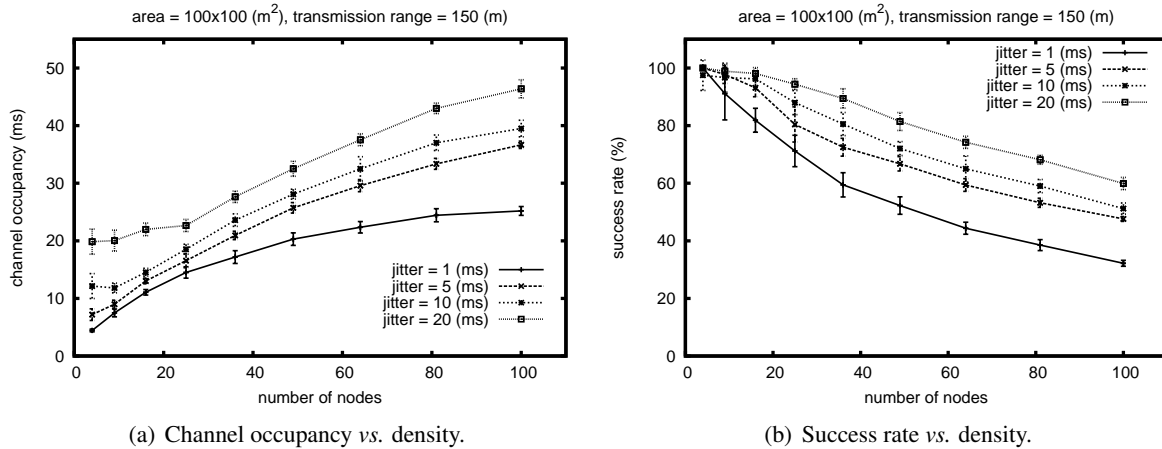 area = 100x100 (m²), transmission range = 150 (m)
channel occupancy (ms)
50
40
30
20
10
0
jitter = 1 (ms)
jitter = 5 (ms)
jitter = 10 (ms)
jitter = 20 (ms)
0 20 40 60 80 100
number of nodes
(a) Channel occupancy vs. density.
area = 100x100 (m²), transmission range = 150 (m)
success rate (%)
100
80
60
40
20
0
jitter = 1 (ms)
jitter = 5 (ms)
jitter = 10 (ms)
jitter = 20 (ms)
0 20 40 60 80 100
number of nodes
(b) Success rate vs. density.